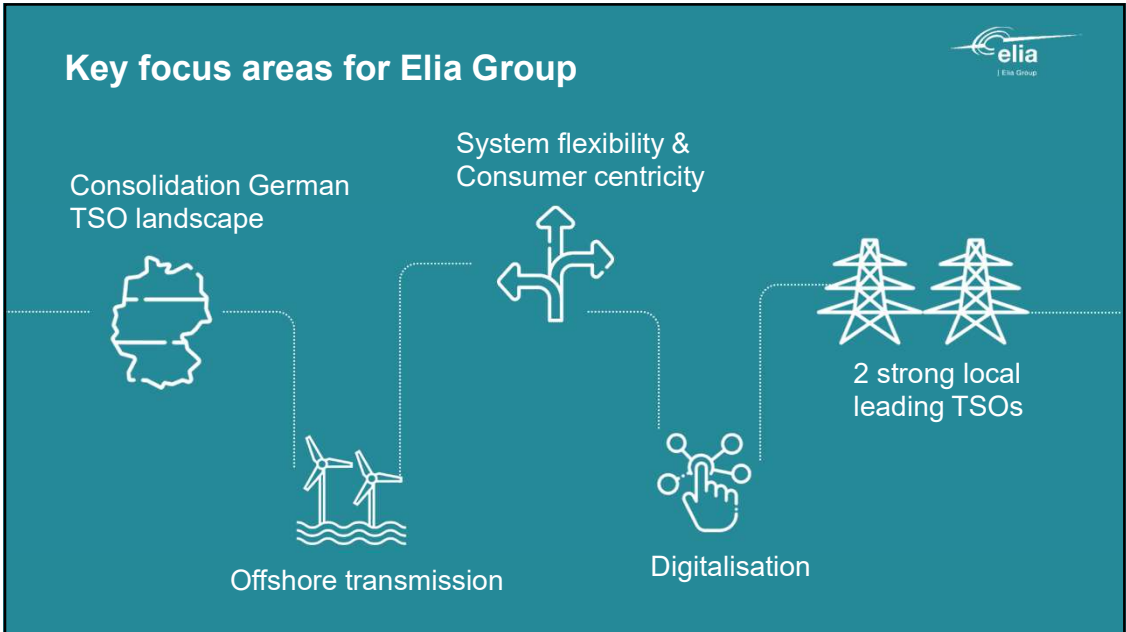 Key focus areas for Elia Group
elia
| Elia Group
Consolidation German
TSO landscape
Offshore transmission
System flexibility &
Consumer centricity
Digitalisation
2 strong local
leading TSOs